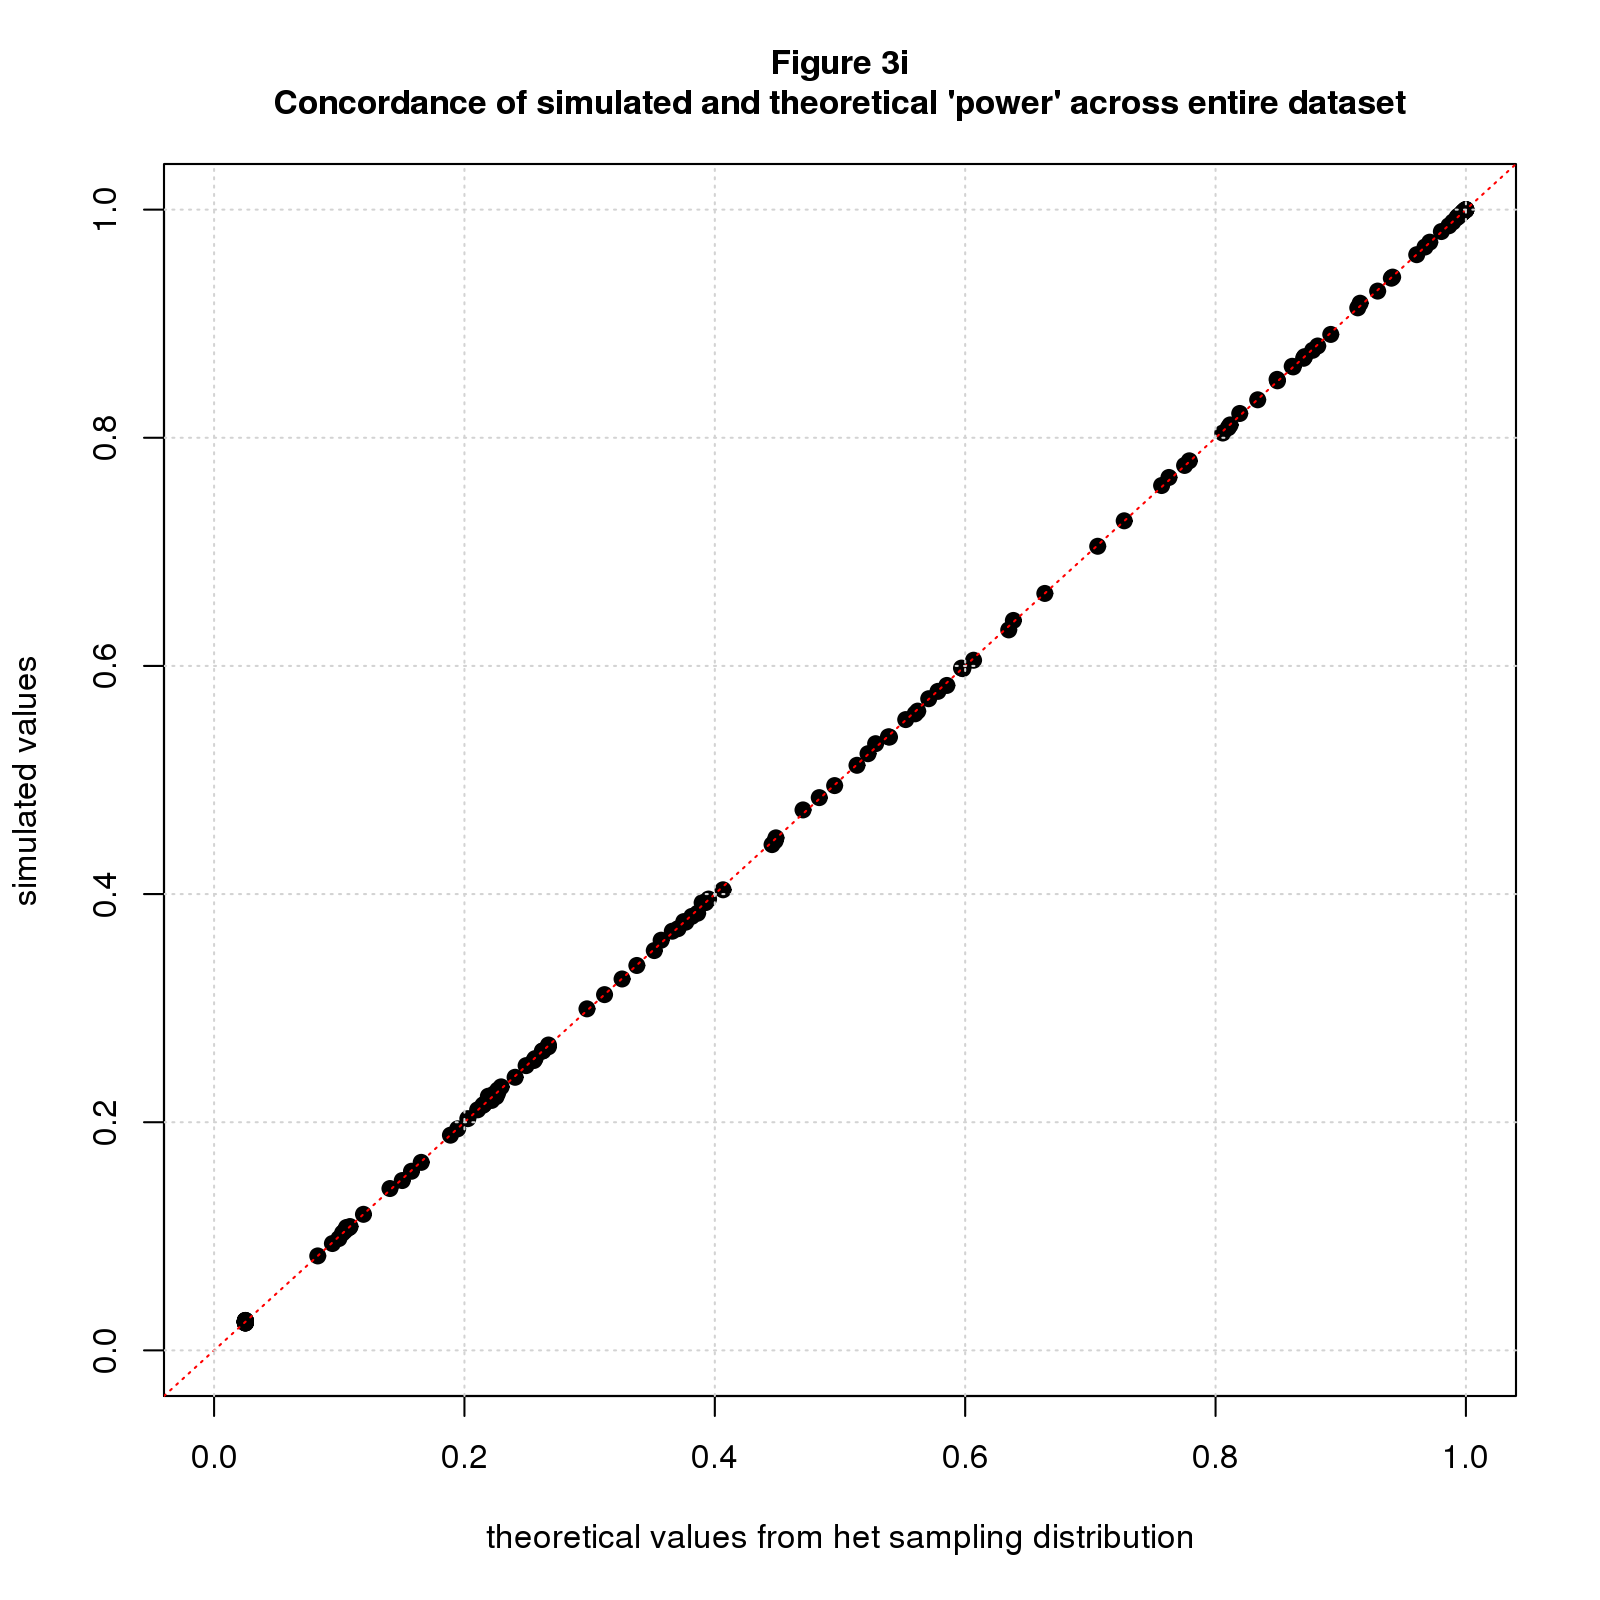 Figure 3i
Concordance of simulated and theoretical 'power' across entire dataset
simulated values
1.0
0.8
0.6
0.4
0.2
0.0
0.0 0.2 0.4 0.6 0.8 1.0
theoretical values from het sampling distribution